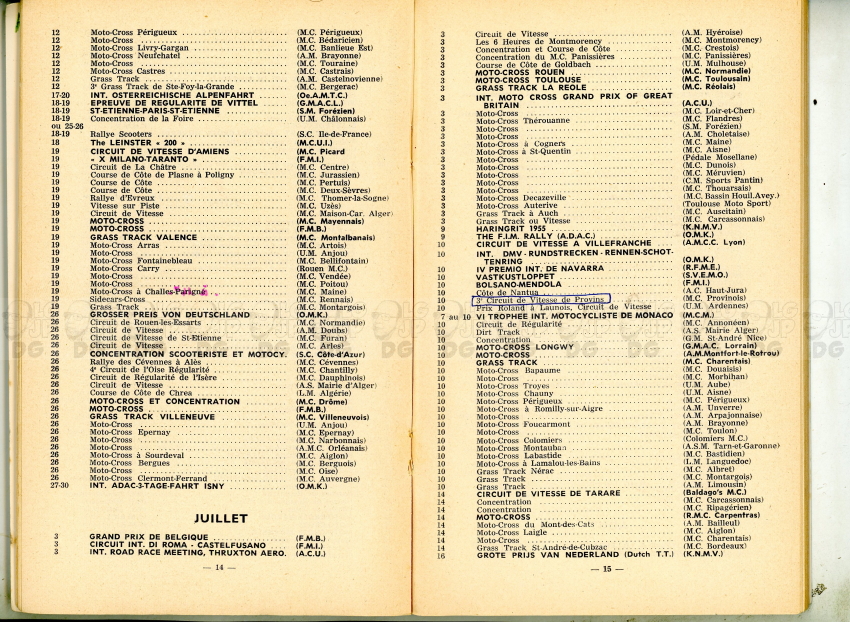 12 Moto-Cross Périgueux (M.C. Périgueux)
12 Moto-Cross (M.C. Bédaricien)
12 Moto-Cross Livry-Gargan (M.C. Banlieue Est)
12 Moto-Cross Neufchatel (A.M. Brayonne)
12 Moto-Cross (M.C. Touraine)
12 Moto-Cross Castres (M.C. Castrais)
12 Grass Track (A.M. Castelnovienne)
12 3e Grass Track de Ste-Foy-la-Grande (M.C. Bergerac)
17-20 INT. OSTERREICHISCHE ALPENFAHRT (Oe.A.M.T.C.)
18-19 EPREUVE DE REGULARITE DE VITTEL (G.M.A.C.L.)
18-19 ST-ETIENNE-PARIS-ST-ETIENNE (S.M. Forézien)
18-19 Concentration de la Foire (U.M. Châlonnais)
ou 25-26
18-19 Rallye Scooters (S.C. Ile-de-France)
18 The LEINSTER « 200 » (M.C.U.I.)
19 CIRCUIT DE VITESSE D'AMIENS (M.C. Picard
19 « X MILANO-TARANTO » (F.M.I.)
19 Circuit de La Châtre (M.C. Centre)
19 Course de Côte de Plasne à Poligny (M.C. Jurassien)
19 Course de Côte (M.C. Pertuls)
19 Course de Côte (M.C. Deux-Sèvres)
19 Rallye d'Evreux (M.C. Thomer-la-Sogne)
19 Vitesse sur Piste (M.C. Uzès)
19 Circuit de Vitesse (M.C. Maison-Car. Alger)
19 MOTO-CROSS (M.C. Mayennais)
19 MOTO-CROSS (F.M.B.)
19 GRASS TRACK VALENCE (M.C. Montalbanais)
19 Moto-Cross Arras (M.C. Artois)
19 Moto-Cross (U.M. Anjou)
19 Moto-Cross Fontainebleau (M.C. Bellifontain)
19 Moto-Cross Carry (Rouen M.C.)
19 Moto-Cross (M.C. Vendée)
19 Moto-Cross (M.C. Poitou)
19 Moto-Cross à Challes-Parigné (M.C. Maine)
19 Sidecars-Cross (M.C. Rennais)
19 Grass Track (M.C. Montargois)
26 GROSSER PREIS VON DEUTSCHLAND (O.M.K.)
26 Circuit de Rouen-les-Essarts (M.C. Normandie)
26 Circuit de Vitesse (A.M. Doubs)
26 Circuit de Vitesse de St-Etienne (M.C. Furan)
26 Circuit de Vitesse (M.C. Arles)
26 CONCENTRATION SCOOTERISTE ET MOTOCY. (S.C. Côte-d'Azur)
26 Rallye des Cévennes à Alès (M.C. Cévennes)
26 4e Circuit de l'Oise Régularité (M.C. Chantilly)
26 Circuit de Régularité de l'Isère (M.C. Dauphinois)
26 Circuit de Vitesse (A.S. Mairie d'Alger)
26 Course de Côte de Chrea (L.M. Algérie)
26 MOTO-CROSS ET CONCENTRATION (M.C. Drôme)
26 MOTO-CROSS (F.M.B.)
26 GRASS TRACK VILLENEUVE (M.C. Villeneuvois)
26 Moto-Cross (U.M. Anjou)
26 Moto-Cross Epernay (M.C. Epernay)
26 Moto-Cross (M.C. Narbonnais)
26 Moto-Cross (A.M.C. Orléanais)
26 Moto-Cross à Sourdeval (M.C. Aiglon)
26 Moto-Cross Bergues (M.C. Berguois)
26 Moto-Cross (M.C. Oise)
26 Moto-Cross Clermont-Ferrand (M.C. Auvergne)
27-30 INT. ADAC-3-TAGE-FAHRT ISNY (O.M.K.)
JUILLET
3 GRAND PRIX DE BELGIQUE (F.M.B.)
3 CIRCUIT INT. DI ROMA - CASTELFUSANO (F.M.I.)
3 INT. ROAD RACE MEETING, THRUXTON AERO. (A.C.U.)
— 14 —
3 Circuit de Vitesse (A.M. Hyéroise)
3 Les 6 Heures de Montmorency (M.C. Montmorency)
3 Concentration et Course de Côte (M.C. Crestois)
3 Concentration du M.C. Panissières (M.C. Panissières)
3 Course de Côte de Goldbach (U.M. Mulhouse)
3 MOTO-CROSS ROUEN (M.C. Normandie)
3 MOTO-CROSS TOULOUSE (M.C. Toulousain)
3 GRASS TRACK LA REOLE (M.C. Réolais)
3 INT. MOTO CROSS GRAND PRIX OF GREAT
BRITAIN (A.C.U.)
3 Moto-Cross (M.C. Loir-et-Cher)
3 Moto-Cross Thérouanne (M.C. Flandres)
3 Moto-Cross (S.M. Forézien)
3 Moto-Cross (A.M. Choletaise)
3 Moto-Cross à Cogners (M.C. Maine)
3 Moto-Cross à St-Quentin (M.C. Aisne)
3 Moto-Cross (Pédale Mosellane)
3 Moto-Cross (M.C. Dunois)
3 Moto-Cross (M.C. Méruvien)
3 Moto-Cross (C.M. Sports Pantin)
3 Moto-Cross (M.C. Thouarsais)
3 Moto-Cross Decazeville (M.C. Bassin Houil.Avey.)
3 Moto-Cross Auterive (Toulouse Moto Sport)
3 Grass Track à Auch (M.C. Auscitain)
3 Grass Track ou Vitesse (M.C. Carcassonnais)
9 HARINGRIT 1955 (K.N.M.V.)
9 THE F.I.M. RALLY (A.D.A.C.) (O.M.K.)
10 CIRCUIT DE VITESSE A VILLEFRANCHE (A.M.C.C. Lyon)
10 INT. DMV - RUNDSTRECKEN - RENNEN-SCHOT-
TENRING (O.M.K.)
10 IV PREMIO INT. DE NAVARRA (R.F.M.E.)
10 VASTKUSTLOPPET (S.V.E.M.O.)
10 BOLSANO-MENDOLA (F.M.I.)
10 Côte de Nantua (A.C. Haut-Jura)
10 3e Circuit de Vitesse de Provins (M.C. Provinois)
10 Prix Roland à Launois, Circuit de Vitesse (U.M. Ardennes)
7 au 10 VI TROPHEE INT. MOTOCYCLISTE DE MONACO (M.C.M.)
10 Circuit de Régularité (M.C. Annonéen)
10 Dirt Track (A.S. Mairie Alger)
10 Concentration (G.M. St-André Nice)
10 MOTO-CROSS LONGWY (G.M.A.C. Lorrain)
10 MOTO-CROSS (A.M.Montfort-le-Rotrou)
10 GRASS TRACK (M.C. Charentais)
10 Moto-Cross Bapaume (M.C. Douaisis)
10 Moto-Cross (M.C. Morbihan)
10 Moto-Cross Troyes (U.M. Aube)
10 Moto-Cross Chauny (U.M. Aisne)
10 Moto-Cross Périgueux (M.C. Périgueux)
10 Moto-Cross à Romilly-sur-Aigre (A.M. Unverre)
10 Moto-Cross (A.M. Arpajonnaise)
10 Moto-Cross Foucarmont (A.M. Brayonne)
10 Moto-Cross (M.C. Toulon)
10 Moto-Cross Colomiers (Colomiers M.C.)
10 Moto-Cross Montauban (A.S.M. Tarn-et-Garonne)
10 Moto-Cross Labastide (M.C. Bastidien)
10 Moto-Cross à Lamalou-les-Bains (L.M. Languedoc)
10 Grass Track Nérac (M.C. Albret)
10 Grass Track (M.C. Montargois)
10 Grass Track (A.M. Limousin)
14 CIRCUIT DE VITESSE DE TARARE (Baldago's M.C.)
14 Concentration (M.C. Carcassonnais)
14 Concentration (M.C. Ripagérien)
14 MOTO-CROSS (R.M.C. Carpentras)
14 Moto-Cross du Mont-des-Cats (A.M. Bailleul)
14 Moto-Cross Laigle (M.C. Aiglon)
14 Moto-Cross (M.C. Charentais)
14 Grass Track St-André-de-Cubzac (M.C. Bordeaux)
16 GROTE PRIJS VAN NEDERLAND (Dutch T.T.) (K.N.M.V.)
— 15 —